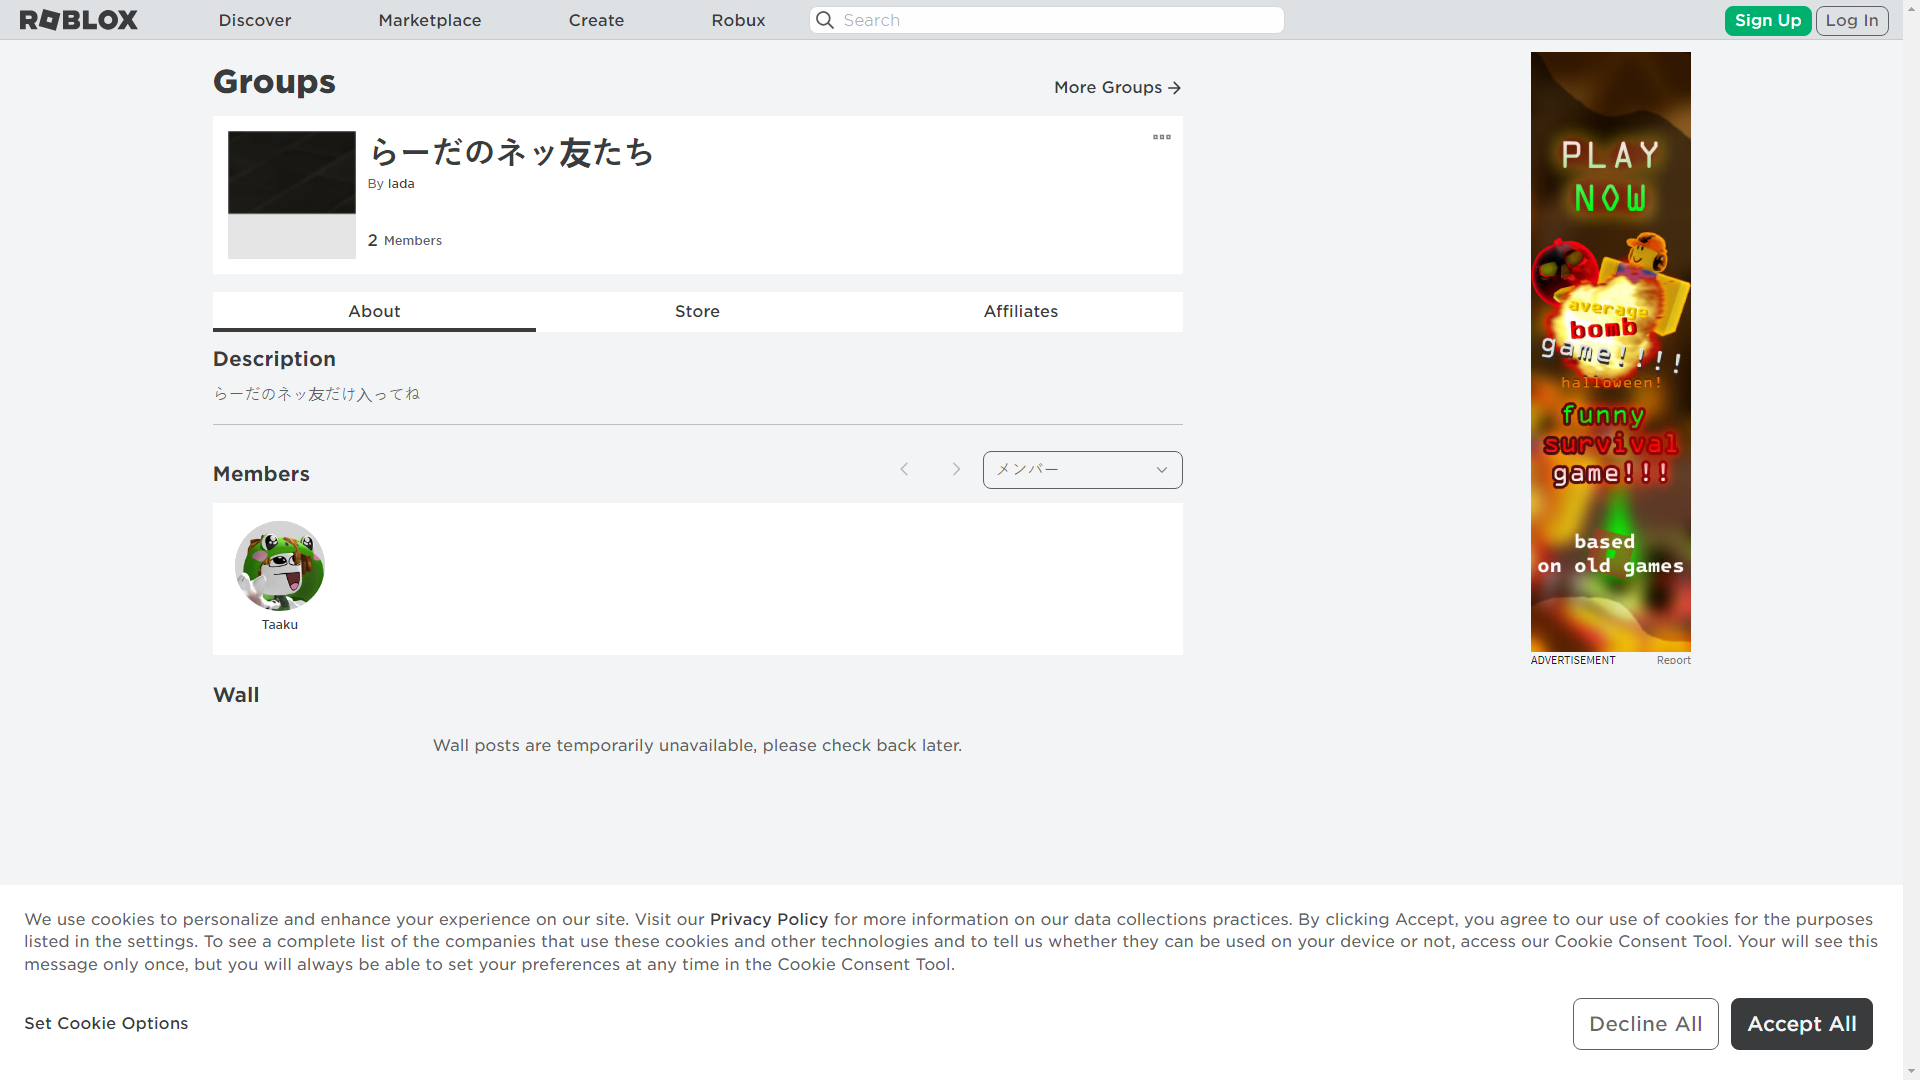 ROBLOX
Discover
Marketplace
Create
Robux
Search
Sign Up
Log In
Groups
More Groups
らーだのネッ友たち
By lada
2 Members
About
Store
Affiliates
Description
らーだのネッ友だけ入ってね
Members
メンバー
Taaku
Wall
Wall posts are temporarily unavailable, please check back later.
PLAY
NOW
average
bomb
game!!!!
halloween!
funny
survival
game!!!
based
on old games
ADVERTISEMENT
Report
We use cookies to personalize and enhance your experience on our site. Visit our Privacy Policy for more information on our data collections practices. By clicking Accept, you agree to our use of cookies for the purposes
listed in the settings. To see a complete list of the companies that use these cookies and other technologies and to tell us whether they can be used on your device or not, access our Cookie Consent Tool. Your will see this
message only once, but you will always be able to set your preferences at any time in the Cookie Consent Tool.
Set Cookie Options
Decline All
Accept All